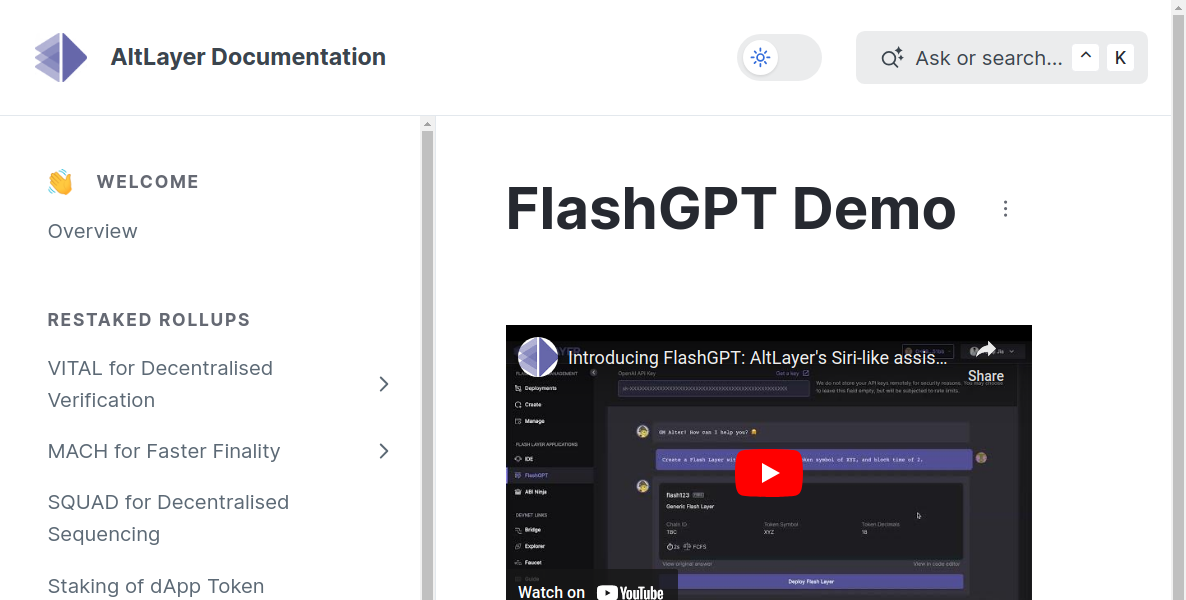 AltLayer Documentation
Ask or search... ^ K
WELCOME
Overview
RESTAKED ROLLUPS
VITAL for Decentralised
Verification
MACH for Faster Finality
SQUAD for Decentralised
Sequencing
Staking of dApp Token
FlashGPT Demo
Introducing FlashGPT: AltLayer's Siri-like assis...
Share
OpenAI API Key
Get a key
We do not store your API keys remotely for security reasons. You may choose
to leave this field empty, but will be subjected to rate limits.
Deployments
Create
Manage
FLASH LAYER APPLICATIONS
IDE
FlashGPT
ABI Ninja
DEVNET LINKS
Bridge
Explorer
Faucet
GM Alter! How can I help you?
Create a Flash Layer
token symbol of XYZ, and block time of 2.
flash123
Generic Flash Layer
Chain ID
TBC
Token Symbol
XYZ
Token Decimals
18
2s FCFS
View original answer
View in code editor
Deploy Flash Layer
Watch on YouTube